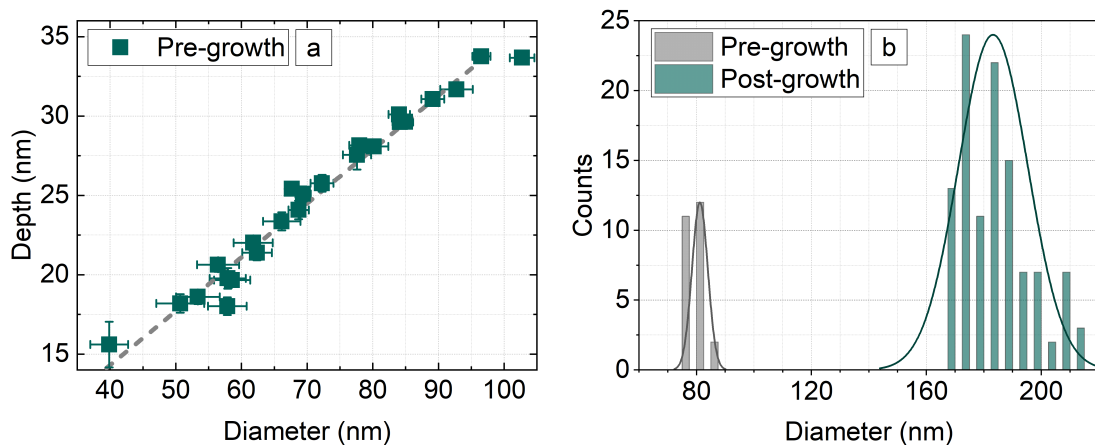 Pre-growth a
35
30
25
20
15
Depth (nm)
40 50 60 70 80 90 100
Diameter (nm)
Pre-growth b
Post-growth
25
20
15
10
5
0
Counts
80 120 160 200
Diameter (nm)